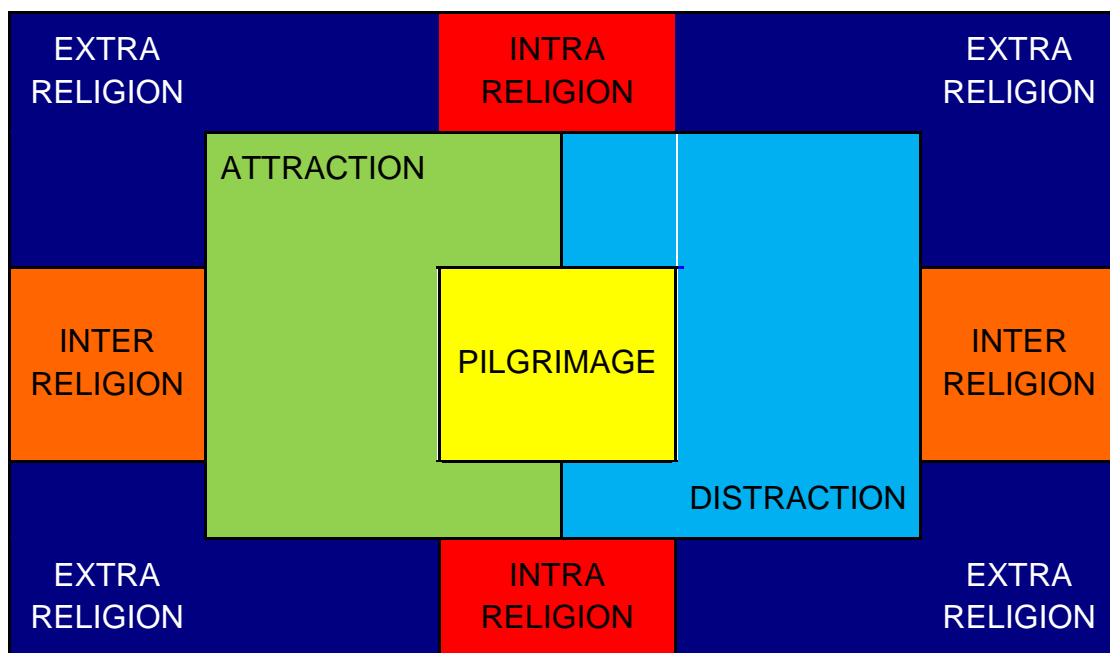 EXTRA
RELIGION
INTRA
RELIGION
EXTRA
RELIGION
ATTRACTION
INTER
RELIGION
PILGRIMAGE
INTER
RELIGION
DISTRACTION
EXTRA
RELIGION
INTRA
RELIGION
EXTRA
RELIGION